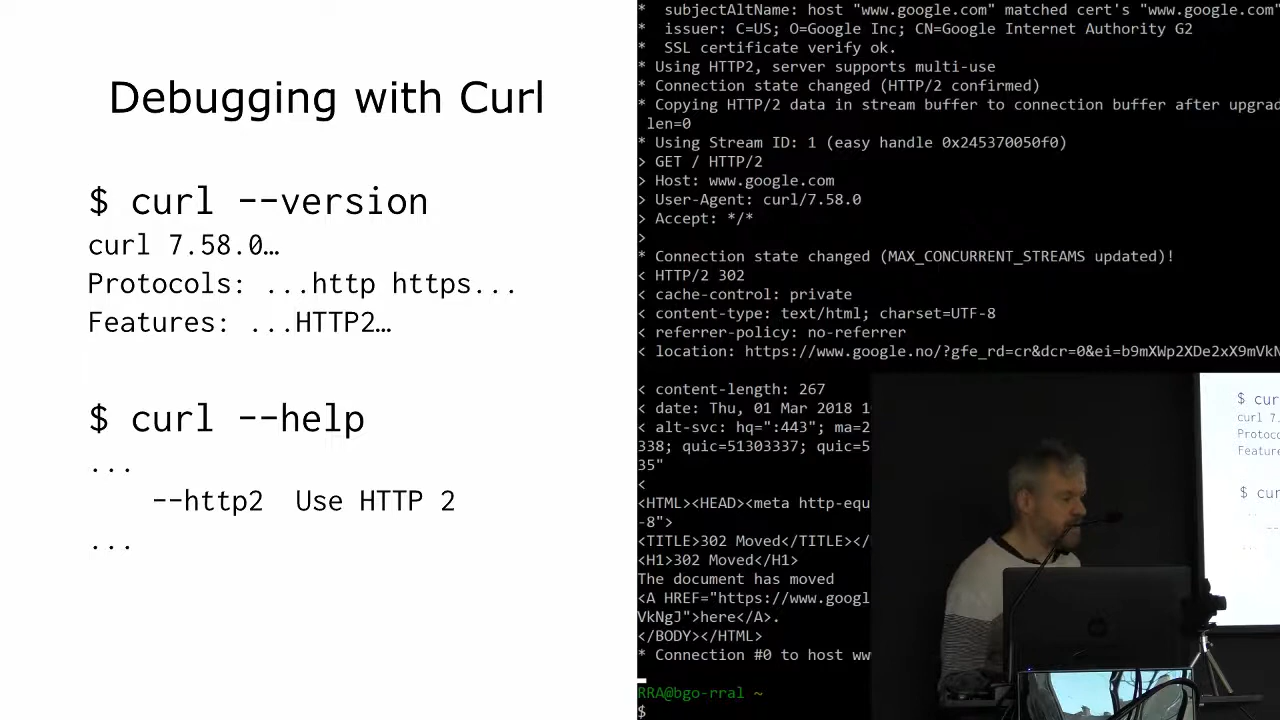 Debugging with Curl
$ curl --version
curl 7.58.0…
Protocols: ...http https...
Features: ...HTTP2…
$ curl --help
...
--http2  Use HTTP 2
...
*  subjectAltName: host "www.google.com" matched cert's "www.google.com"
*  issuer: C=US; O=Google Inc; CN=Google Internet Authority G2
*  SSL certificate verify ok.
* Using HTTP2, server supports multi-use
* Connection state changed (HTTP/2 confirmed)
* Copying HTTP/2 data in stream buffer to connection buffer after upgrad
len=0
* Using Stream ID: 1 (easy handle 0x245370050f0)
> GET / HTTP/2
> Host: www.google.com
> User-Agent: curl/7.58.0
> Accept: */*
>
* Connection state changed (MAX_CONCURRENT_STREAMS updated)!
< HTTP/2 302
< cache-control: private
< content-type: text/html; charset=UTF-8
< referrer-policy: no-referrer
< location: https://www.google.no/?gfe_rd=cr&dcr=0&ei=b9mXWp2XDe2xX9mVkN
< content-length: 267
< date: Thu, 01 Mar 2018 1
< alt-svc: hq=":443"; ma=2
338; quic=51303337; quic=5
35"
<
<HTML><HEAD><meta http-equ
-8">
<TITLE>302 Moved</TITLE></
<H1>302 Moved</H1>
The document has moved
<A HREF="https://www.googl
VkNgJ">here</A>.
</BODY></HTML>
* Connection #0 to host ww
RRA@bgo-rral ~
$
$ cur
curl 7.
Protoco
Feature
$ cur